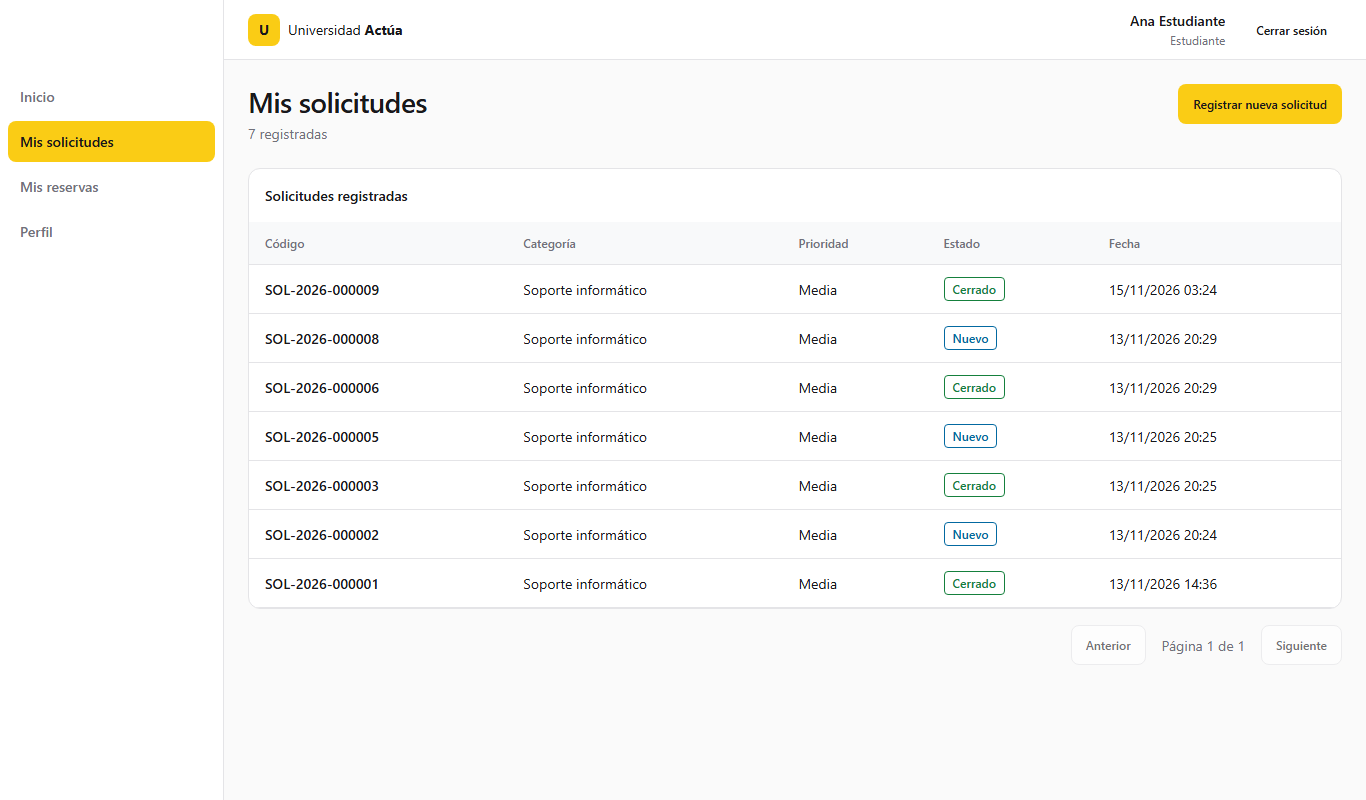 U Universidad Actúa
Ana Estudiante
Estudiante
Cerrar sesión
Inicio
Mis solicitudes
Mis reservas
Perfil
Mis solicitudes
7 registradas
Registrar nueva solicitud
Solicitudes registradas
Código Categoría Prioridad Estado Fecha
SOL-2026-000009 Soporte informático Media Cerrado 15/11/2026 03:24
SOL-2026-000008 Soporte informático Media Nuevo 13/11/2026 20:29
SOL-2026-000006 Soporte informático Media Cerrado 13/11/2026 20:29
SOL-2026-000005 Soporte informático Media Nuevo 13/11/2026 20:25
SOL-2026-000003 Soporte informático Media Cerrado 13/11/2026 20:25
SOL-2026-000002 Soporte informático Media Nuevo 13/11/2026 20:24
SOL-2026-000001 Soporte informático Media Cerrado 13/11/2026 14:36
Anterior Página 1 de 1 Siguiente